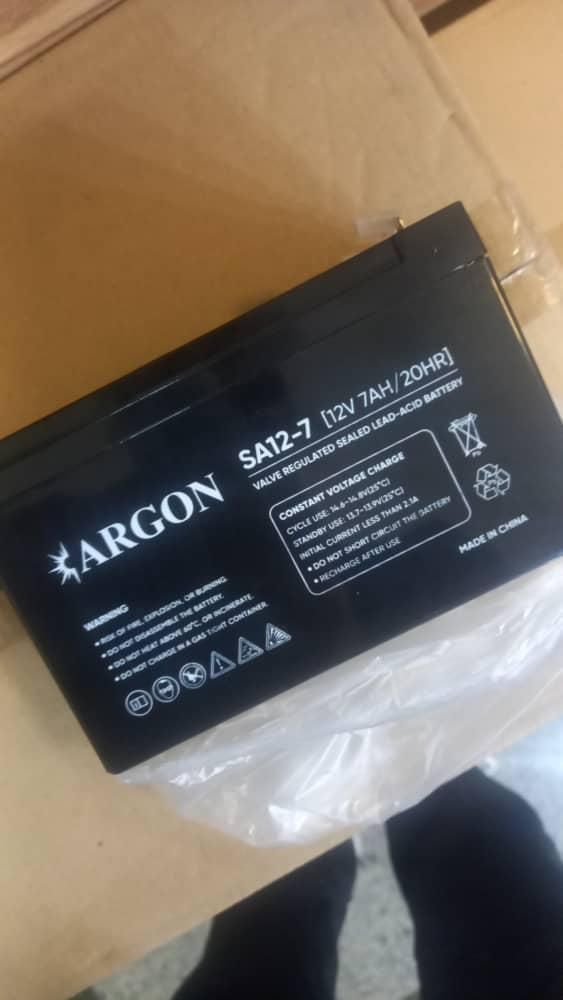 ARGON
SA12-7 [12V 7AH/20HR]
VALVE REGULATED SEALED LEAD-ACID BATTERY
CONSTANT VOLTAGE CHARGE
CYCLE USE: 14.6-14.8V(25°C)
STANDBY USE: 13.7-13.9V(25°C)
INITIAL CURRENT LESS THAN 2.1A
• DO NOT SHORT CIRCUIT THE BATTERY
• RECHARGE AFTER USE
Pb
Pb
MADE IN CHINA
WARNING
• RISK OF FIRE, EXPLOSION, OR BURNING.
• DO NOT DISASSEMBLE THE BATTERY.
• DO NOT HEAT ABOVE 60°C, OR INCINERATE.
• DO NOT CHARGE IN A GAS TIGHT CONTAINER.